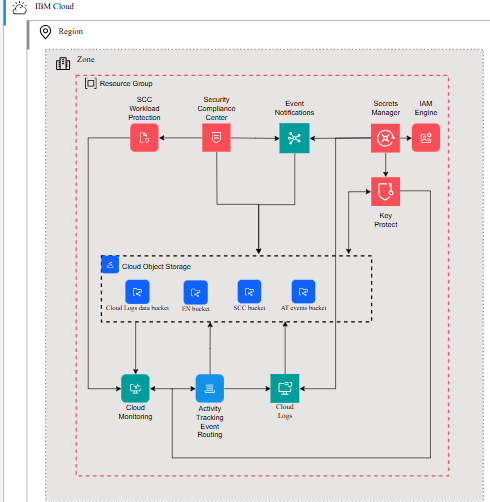 IBM Cloud
Region
Zone
Resource Group
SCC
Workload
Protection
Security
Compliance
Center
Event
Notifications
Secrets
Manager
IAM
Engine
Key
Protect
Cloud Object Storage
Cloud Logs data bucket
EN bucket
SCC bucket
AT events bucket
Cloud
Monitoring
Activity
Tracking
Event
Routing
Cloud
Logs